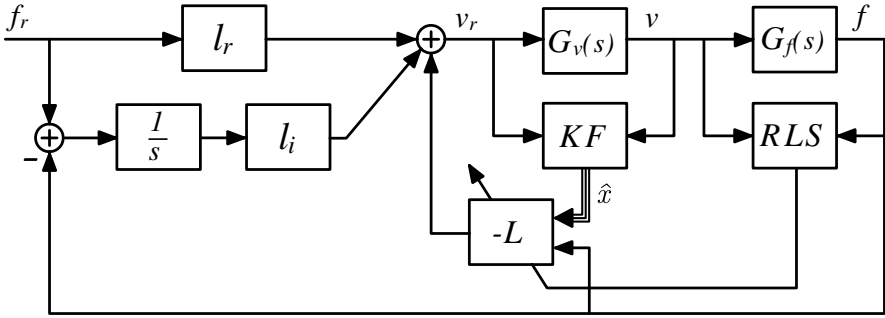 f_r
l_r
v_r
G_v(s)
v
G_f(s)
f
-
1/s
l_i
KF
RLS
x̂
-L